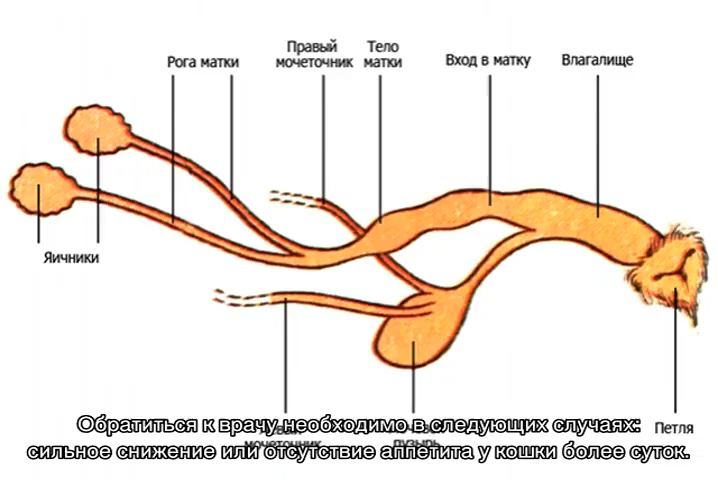 Правый
мочеточник
Тело
матки
Рога матки
Вход в матку
Влагалище
Яичники
Петля
мочеточник
Обратиться к врачу необходимо в следующих случаях:
сильное снижение или отсутствие аппетита у кошки более суток.